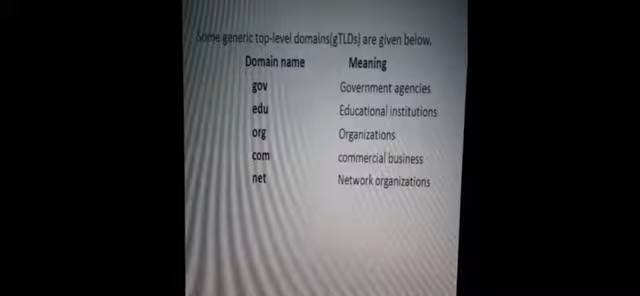 Some generic top-level domains(gTLDs) are given below.
Domain name Meaning
gov Government agencies
edu Educational institutions
org Organizations
com commercial business
net Network organizations